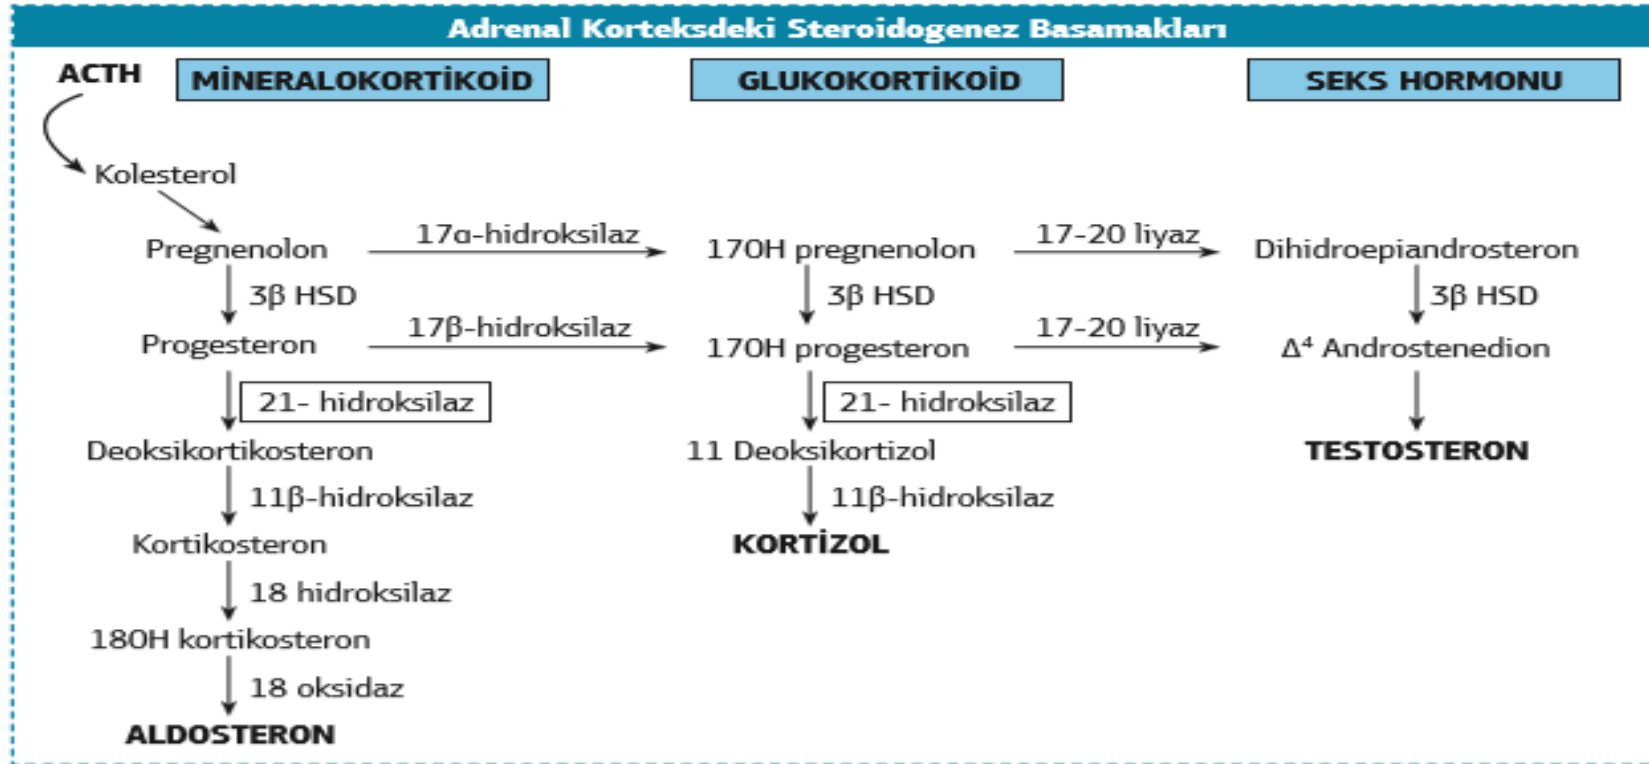 Adrenal Korteksdeki Steroidogenez Basamakları
ACTH MİNERALOKORTİKOİD GLUKOKORTİKOİD SEKS HORMONU
Kolesterol
Pregnenolon 17α-hidroksilaz 17OH pregnenolon 17-20 liyaz Dihidroepiandrosteron
3β HSD 3β HSD 3β HSD
Progesteron 17β-hidroksilaz 17OH progesteron 17-20 liyaz Δ⁴ Androstenedion
21- hidroksilaz 21- hidroksilaz
Deoksikortikosteron 11 Deoksikortizol TESTOSTERON
11β-hidroksilaz 11β-hidroksilaz
Kortikosteron KORTİZOL
18 hidroksilaz
18OH kortikosteron
18 oksidaz
ALDOSTERON